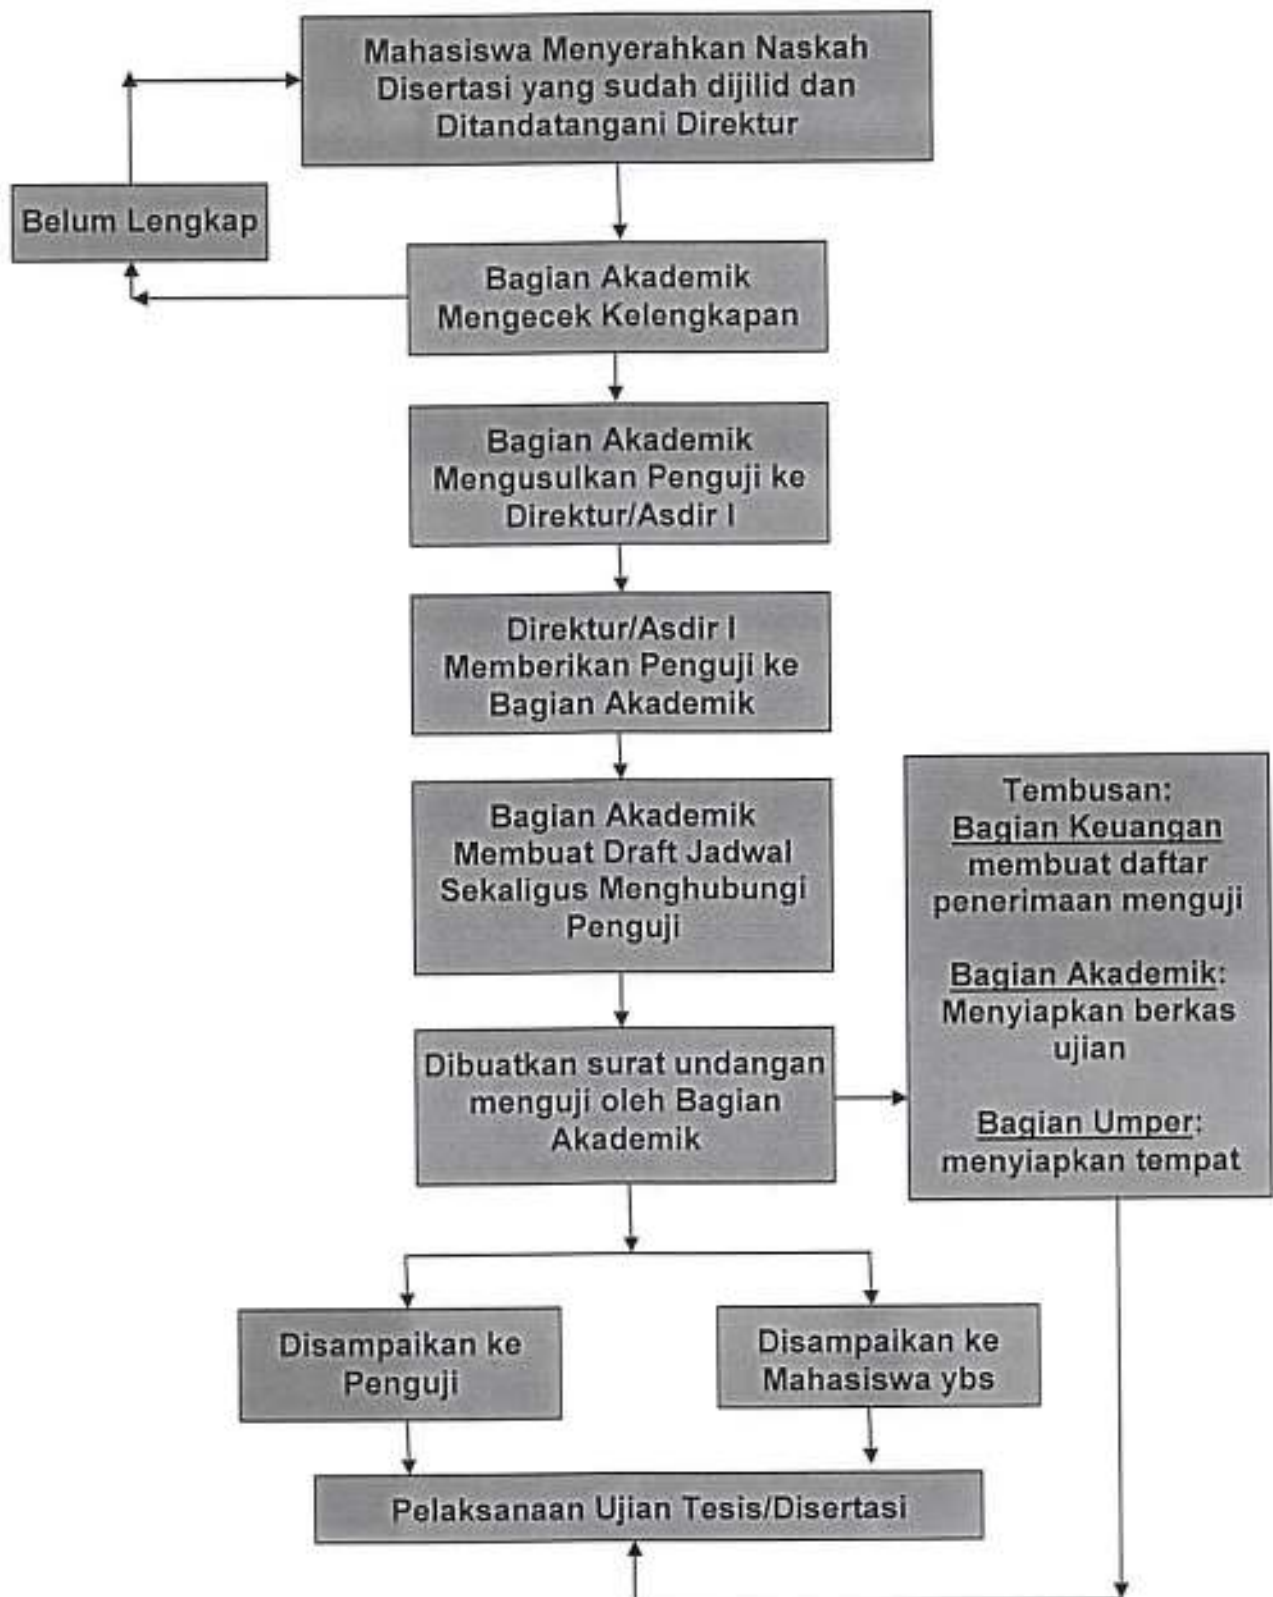 Mahasiswa Menyerahkan Naskah
Disertasi yang sudah dijilid dan
Ditandatangani Direktur
Belum Lengkap
Bagian Akademik
Mengecek Kelengkapan
Bagian Akademik
Mengusulkan Penguji ke
Direktur/Asdir I
Direktur/Asdir I
Memberikan Penguji ke
Bagian Akademik
Bagian Akademik
Membuat Draft Jadwal
Sekaligus Menghubungi
Penguji
Tembusan:
Bagian Keuangan
membuat daftar
penerimaan menguji
Bagian Akademik:
Menyiapkan berkas
ujian
Bagian Umper:
menyiapkan tempat
Dibuatkan surat undangan
menguji oleh Bagian
Akademik
Disampaikan ke
Penguji
Disampaikan ke
Mahasiswa ybs
Pelaksanaan Ujian Tesis/Disertasi